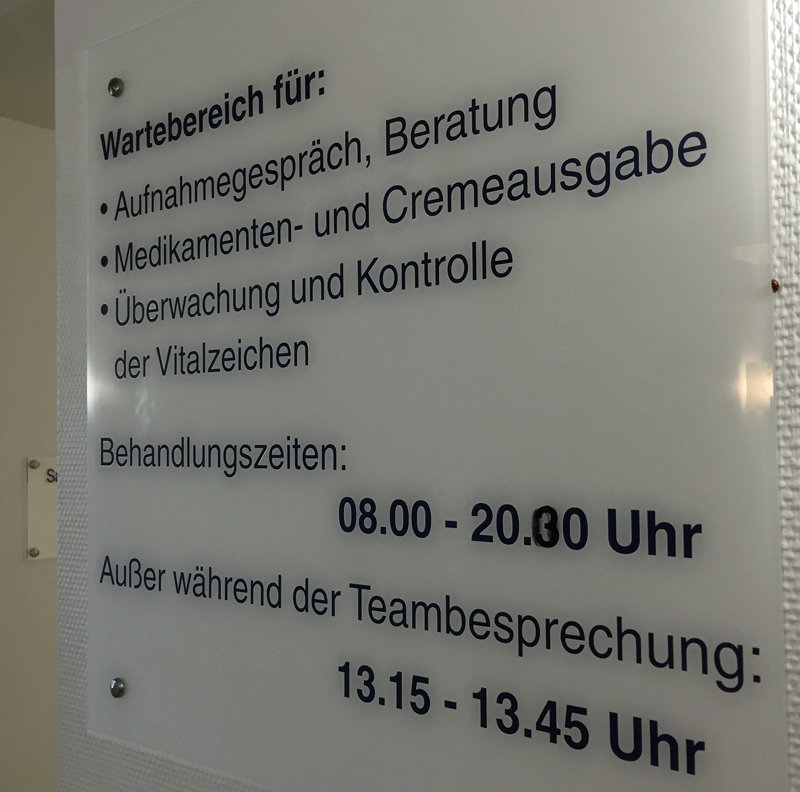 Wartebereich für:
• Aufnahmegespräch, Beratung
• Medikamenten- und Cremeausgabe
• Überwachung und Kontrolle
der Vitalzeichen
Behandlungszeiten:
08.00 - 20.30 Uhr
Außer während der Teambesprechung:
13.15 - 13.45 Uhr